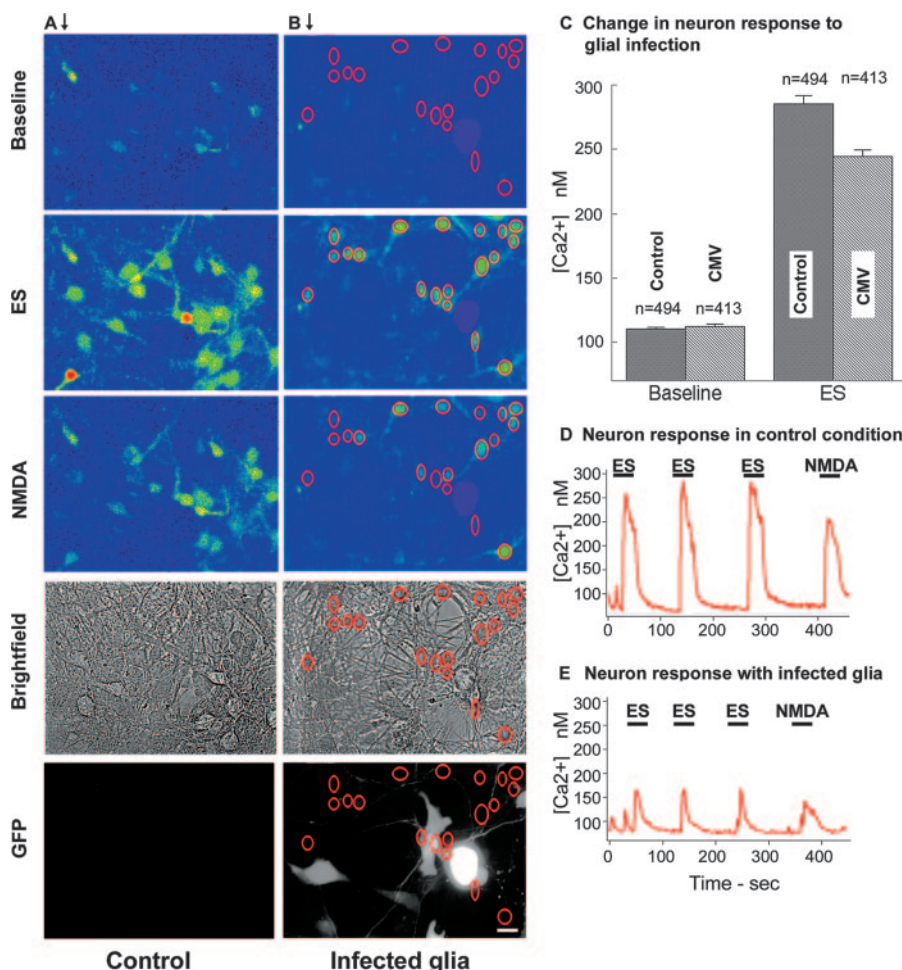 A↓
B↓
Baseline
ES
NMDA
Brightfield
GFP
Control
Infected glia
C Change in neuron response to
glial infection
[Ca2+] nM
300
250
200
150
100
n=494
n=413
Control
CMV
n=494
n=413
Control
CMV
Baseline
ES
D Neuron response in control condition
[Ca2+] nM
300
250
200
150
100
ES
ES
ES
NMDA
0
100
200
300
400
E Neuron response with infected glia
[Ca2+] nM
300
250
200
150
100
ES
ES
ES
NMDA
0
100
200
300
400
Time - sec